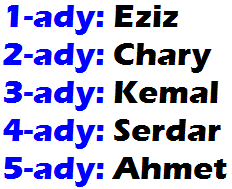 1-ady: Eziz
2-ady: Chary
3-ady: Kemal
4-ady: Serdar
5-ady: Ahmet